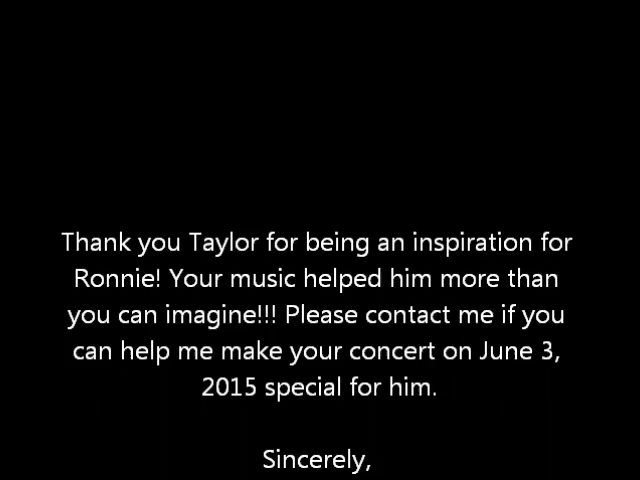 Thank you Taylor for being an inspiration for
Ronnie! Your music helped him more than
you can imagine!!! Please contact me if you
can help me make your concert on June 3,
2015 special for him.
Sincerely,